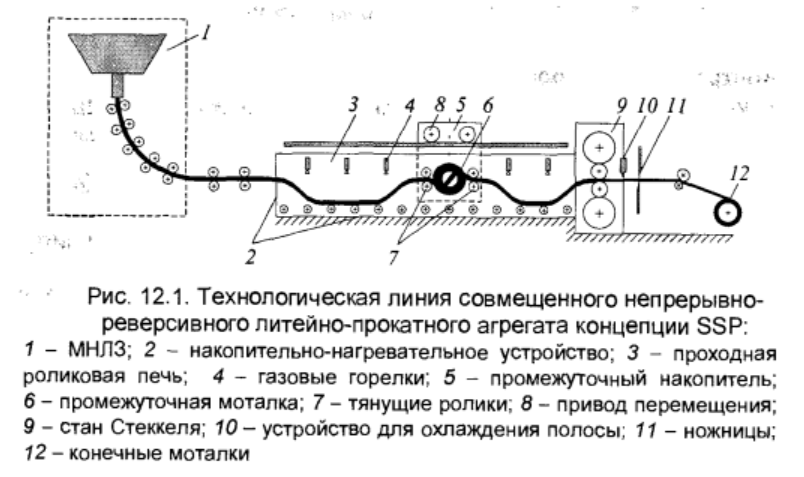 1
3
4
8
5
6
9
10
11
12
2
7
Рис. 12.1. Технологическая линия совмещенного непрерывно-
реверсивного литейно-прокатного агрегата концепции SSP:
1 – МНЛЗ; 2 – накопительно-нагревательное устройство; 3 – проходная
роликовая печь; 4 – газовые горелки; 5 – промежуточный накопитель;
6 – промежуточная моталка; 7 – тянущие ролики; 8 – привод перемещения;
9 – стан Стеккеля; 10 – устройство для охлаждения полосы; 11 – ножницы;
12 – конечные моталки